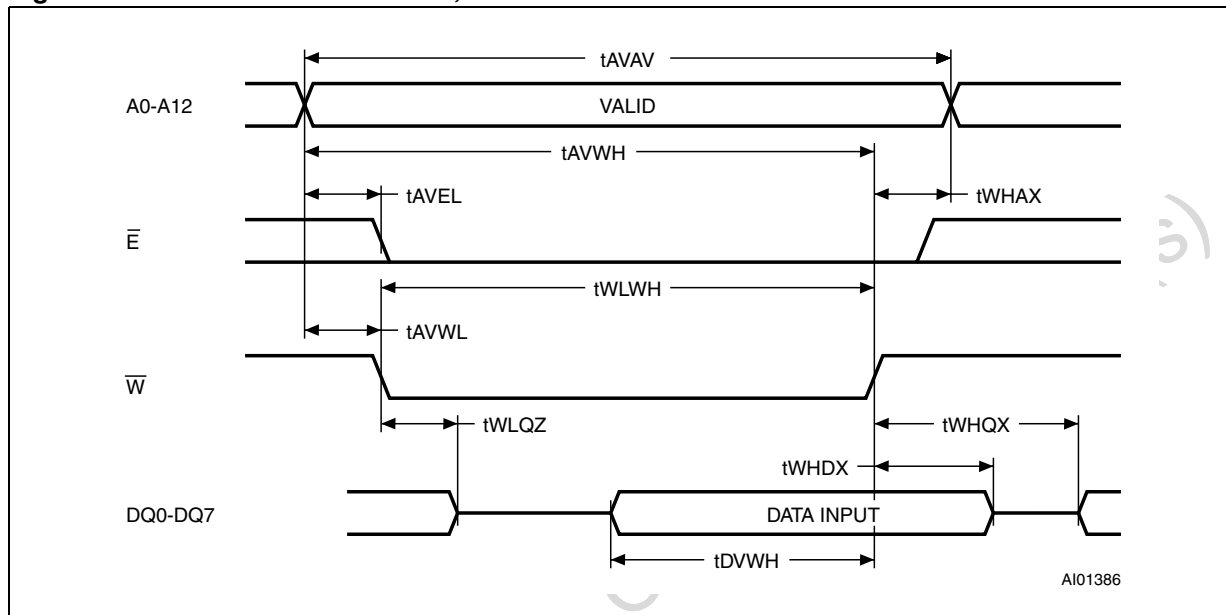 tAVAV
A0-A12
VALID
tAVWH
tAVEL
tWHAX
E̅
tWLWH
tAVWL
W̅
tWLQZ
tWHQX
tWHDX
DQ0-DQ7
DATA INPUT
tDVWH
AI01386